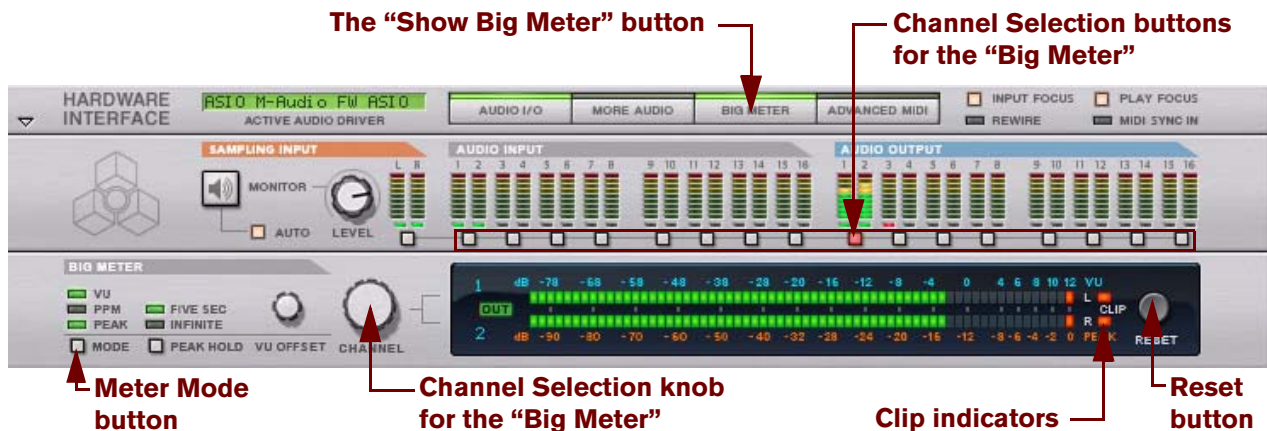 The “Show Big Meter” button
Channel Selection buttons
for the “Big Meter”
HARDWARE
INTERFACE
ASIO M-Audio FW ASIO
ACTIVE AUDIO DRIVER
AUDIO I/O
MORE AUDIO
BIG METER
ADVANCED MIDI
INPUT FOCUS
PLAY FOCUS
REWIRE
MIDI SYNC IN
SAMPLING INPUT
AUDIO INPUT
AUDIO OUTPUT
L R
1 2 3 4 5 6 7 8 9 10 11 12 13 14 15 16
1 2 3 4 5 6 7 8 9 10 11 12 13 14 15 16
MONITOR
AUTO
LEVEL
BIG METER
VU
PPM
PEAK
FIVE SEC
INFINITE
MODE
PEAK HOLD
VU OFFSET
CHANNEL
1 dB -78 -68 -58 -48 -38 -28 -20 -16 -12 -8 -4 0 4 6 8 10 12 VU
L
OUT
CLIP
R
2 dB -90 -80 -70 -60 -50 -40 -32 -28 -24 -20 -16 -12 -8 -6 -4 -2 0 PEAK
RESET
Meter Mode
button
Channel Selection knob
for the “Big Meter”
Clip indicators
Reset
button